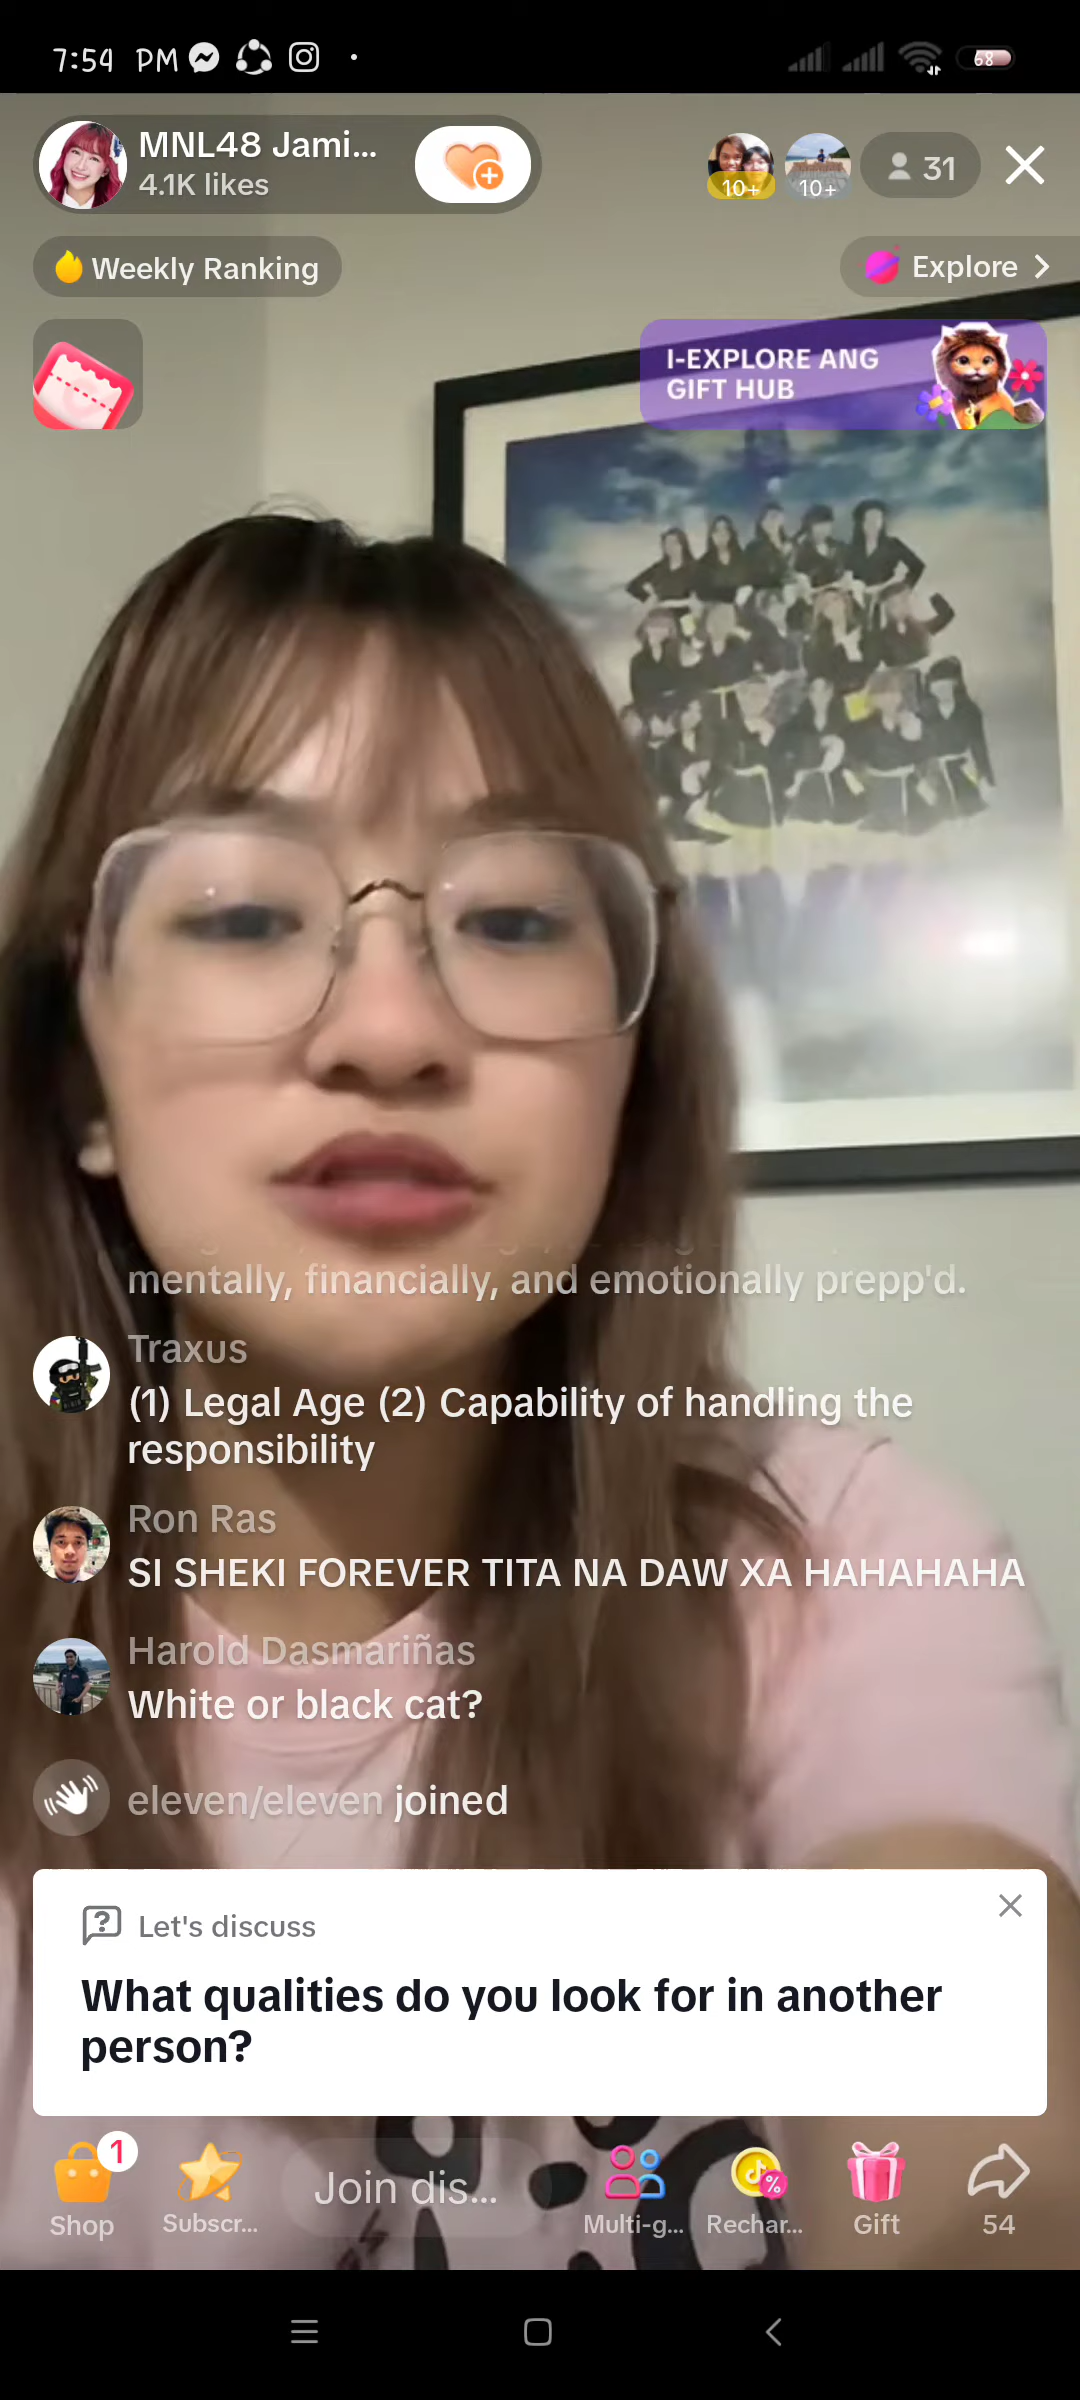 7:54 PM
68
MNL48 Jami...
4.1K likes
10+
10+
31
Weekly Ranking
Explore
I-EXPLORE ANG
GIFT HUB
mentally, financially, and emotionally prepp'd.
Traxus
(1) Legal Age (2) Capability of handling the
responsibility
Ron Ras
SI SHEKI FOREVER TITA NA DAW XA HAHAHAHA
Harold Dasmariñas
White or black cat?
eleven/eleven joined
Let's discuss
What qualities do you look for in another
person?
1
Join dis...
Shop
Subscr...
Multi-g...
Rechar...
Gift
54